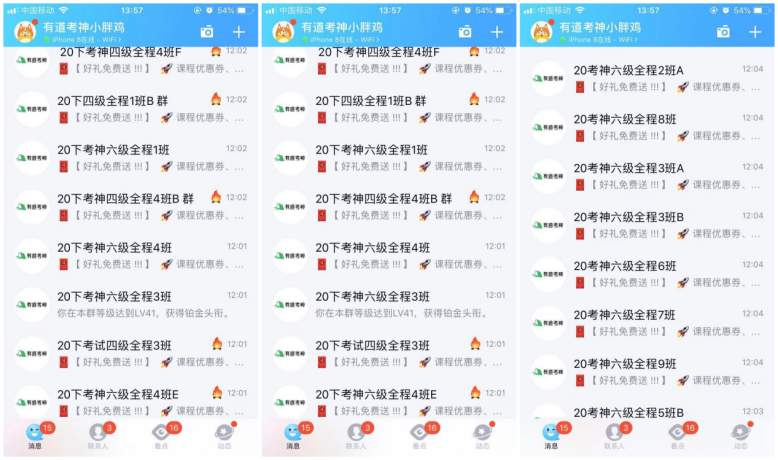 中国移动 13:57 54%
有道考神小胖鸡
iPhone 8在线 - WiFi
20下考神四级全程4班F 12:02
有道考神
【 好礼免费送 !!! 】 课程优惠券、...
20下四级全程1班B 群 12:02
有道考神
【 好礼免费送 !!! 】 课程优惠券、...
20下考神六级全程1班 12:02
有道考神
【 好礼免费送 !!! 】 课程优惠券、...
20下考神四级全程4班B 群 12:02
有道考神
【 好礼免费送 !!! 】 课程优惠券、...
20下考神六级全程4班 12:01
有道考神
【 好礼免费送 !!! 】 课程优惠券、...
20下考神六级全程3班 12:01
有道考神
你在本群等级达到LV41，获得铂金头衔。
20下考试四级全程3班 12:01
有道考神
【 好礼免费送 !!! 】 课程优惠券、...
20下考神六级全程4班E 12:01
有道考神
【 好礼免费送 !!! 】 课程优惠券、...
15 3 16
消息 联系人 看点 动态
中国移动 13:57 54%
有道考神小胖鸡
iPhone 8在线 - WiFi
20下考神四级全程4班F 12:02
有道考神
【 好礼免费送 !!! 】 课程优惠券、...
20下四级全程1班B 群 12:02
有道考神
【 好礼免费送 !!! 】 课程优惠券、...
20下考神六级全程1班 12:02
有道考神
【 好礼免费送 !!! 】 课程优惠券、...
20下考神四级全程4班B 群 12:02
有道考神
【 好礼免费送 !!! 】 课程优惠券、...
20下考神六级全程4班 12:01
有道考神
【 好礼免费送 !!! 】 课程优惠券、...
20下考神六级全程3班 12:01
有道考神
你在本群等级达到LV41，获得铂金头衔。
20下考试四级全程3班 12:01
有道考神
【 好礼免费送 !!! 】 课程优惠券、...
20下考神六级全程4班E 12:01
有道考神
【 好礼免费送 !!! 】 课程优惠券、...
15 3 16
消息 联系人 看点 动态
中国移动 13:57 54%
有道考神小胖鸡
iPhone 8在线 - WiFi
20考神六级全程2班A 12:04
有道考神
【 好礼免费送 !!! 】 课程优惠券、...
20考神六级全程8班 12:04
有道考神
【 好礼免费送 !!! 】 课程优惠券、...
20考神六级全程3班A 12:04
有道考神
【 好礼免费送 !!! 】 课程优惠券、...
20考神六级全程3班B 12:04
有道考神
【 好礼免费送 !!! 】 课程优惠券、...
20考神六级全程6班 12:04
有道考神
【 好礼免费送 !!! 】 课程优惠券、...
20考神六级全程7班 12:04
有道考神
【 好礼免费送 !!! 】 课程优惠券、...
20考神六级全程9班 12:04
有道考神
【 好礼免费送 !!! 】 课程优惠券、...
20考神六级全程5班B 12:03
15 3 16
消息 联系人 看点 动态